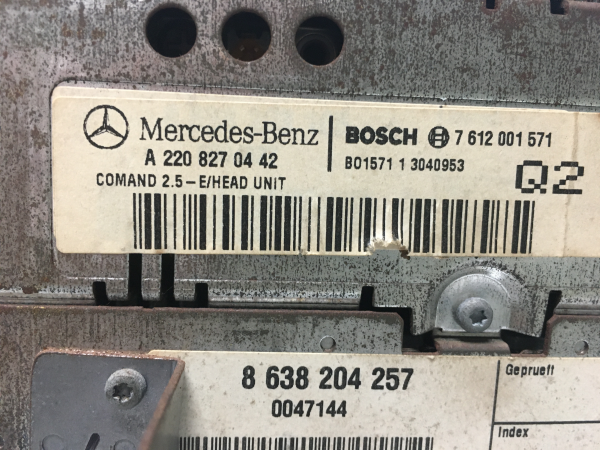 Mercedes-Benz
A 220 827 04 42
COMAND 2.5-E/HEAD UNIT
BOSCH 7 612 001 571
BO1571 1 3040953
Q2
8 638 204 257
0047144
Geprueft
Index